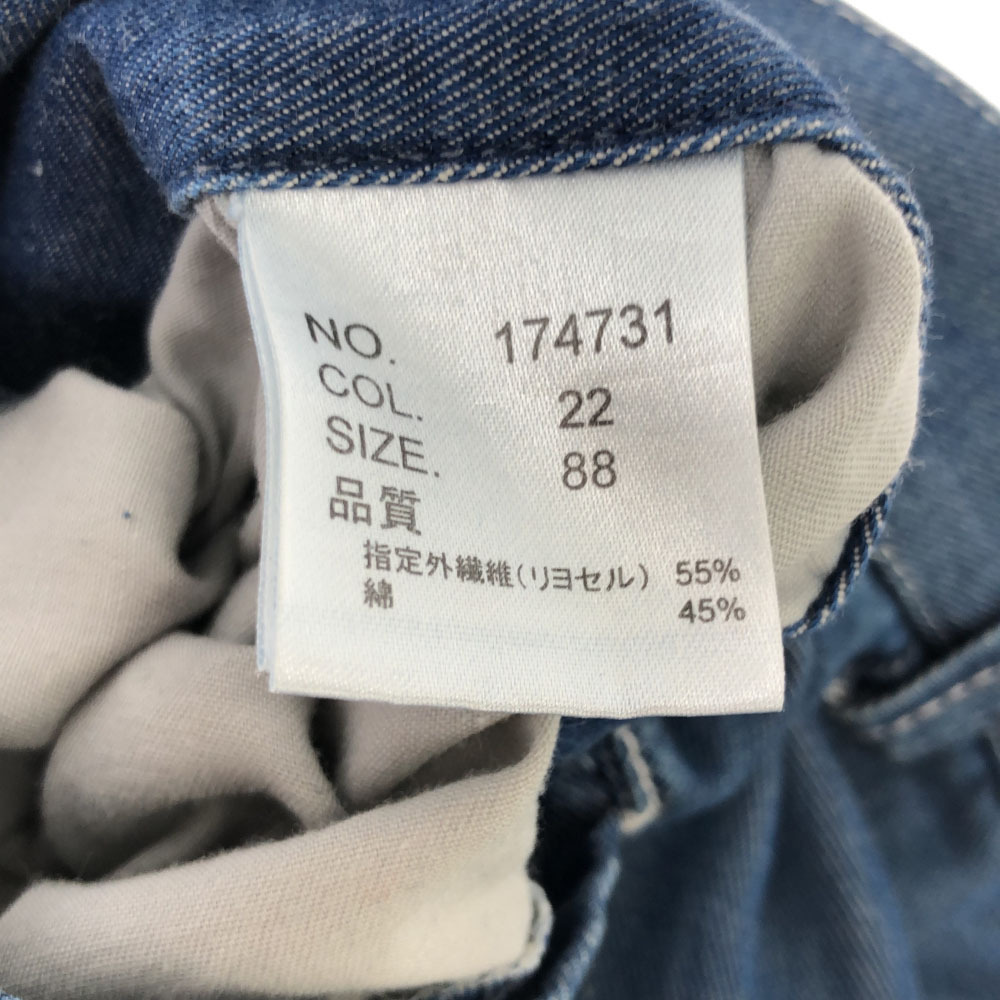 NO. 174731
COL. 22
SIZE. 88
品質
指定外繊維(リヨセル) 55%
綿 45%